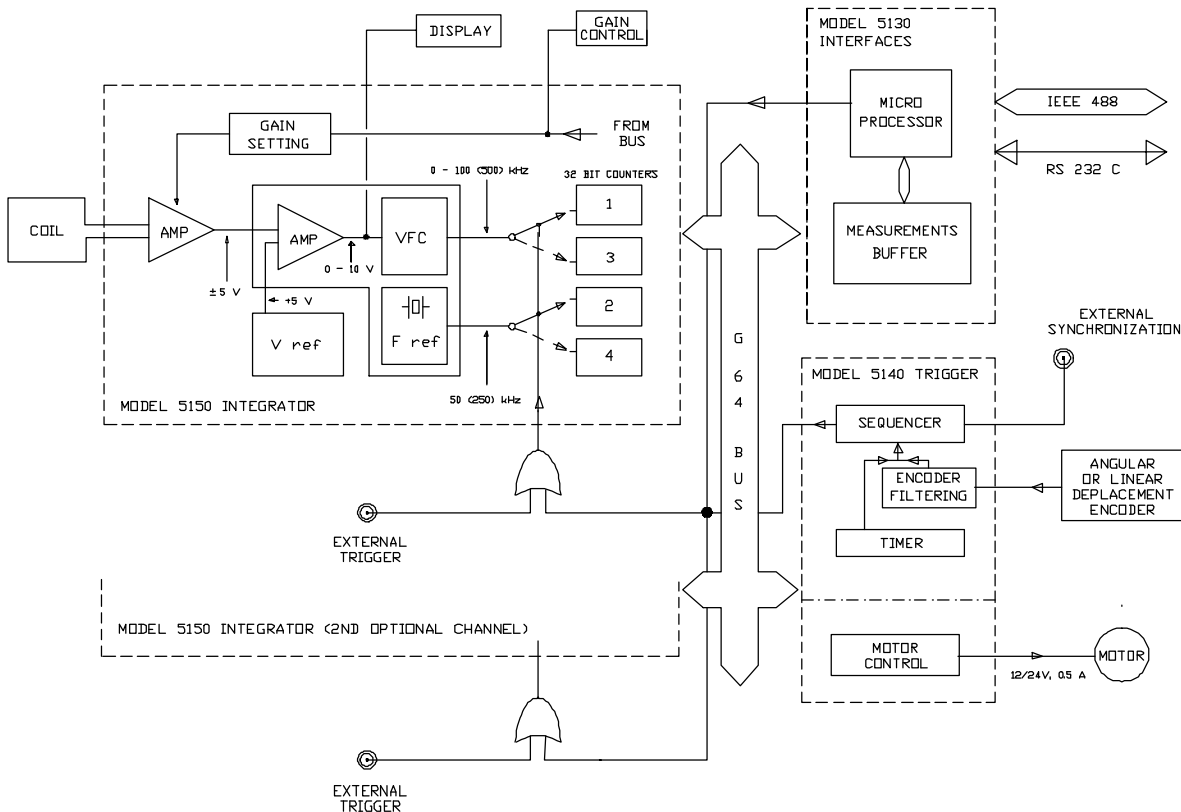 DISPLAY
GAIN
CONTROL
MODEL 5130
INTERFACES
MICRO
PROCESSOR
IEEE 488
GAIN
SETTING
FROM
BUS
RS 232 C
0 - 100 (500) kHz
32 BIT COUNTERS
COIL
AMP
AMP
VFC
1
3
MEASUREMENTS
BUFFER
±5 V
0 - 10 V
+5 V
V ref
F ref
2
4
50 (250) kHz
MODEL 5150 INTEGRATOR
G 64 BUS
EXTERNAL
SYNCHRONIZATION
MODEL 5140 TRIGGER
SEQUENCER
ENCODER
FILTERING
ANGULAR
OR LINEAR
DEPLACEMENT
ENCODER
TIMER
EXTERNAL
TRIGGER
MODEL 5150 INTEGRATOR (2ND OPTIONAL CHANNEL)
MOTOR
CONTROL
MOTOR
12/24V, 0.5 A
EXTERNAL
TRIGGER